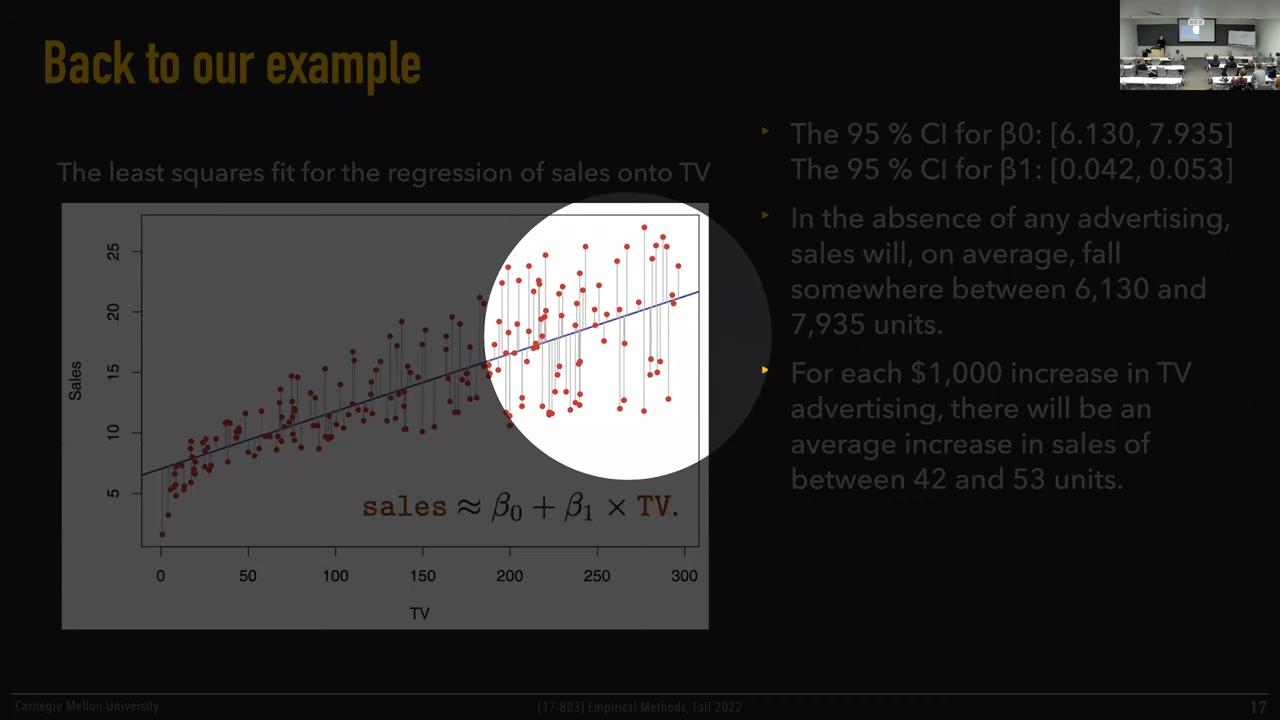 Back to our example
The least squares fit for the regression of sales onto TV
25
20
15
10
5
Sales
sales ≈ β0 + β1 × TV.
0 50 100 150 200 250 300
TV
The 95 % CI for β0: [6.130, 7.935]
The 95 % CI for β1: [0.042, 0.053]
In the absence of any advertising,
sales will, on average, fall
somewhere between 6,130 and
7,935 units.
For each $1,000 increase in TV
advertising, there will be an
average increase in sales of
between 42 and 53 units.
Carnegie Mellon University
[17-803] Empirical Methods, Fall 2022
17